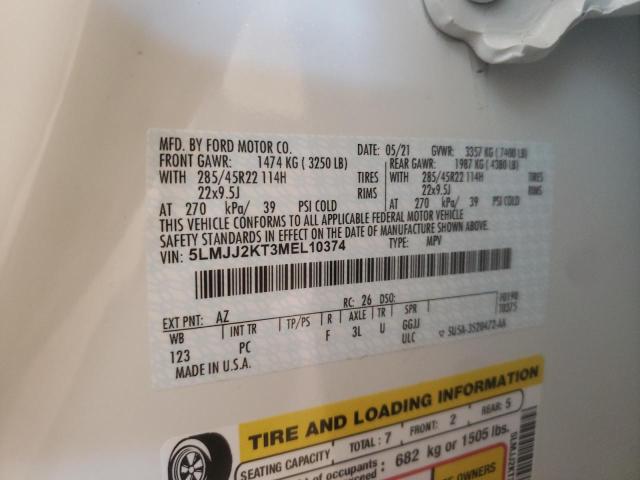 MFD. BY FORD MOTOR CO. DATE: 05/21 GVWR: 3357 KG ( 7400 LB)
FRONT GAWR: 1474 KG ( 3250 LB) REAR GAWR: 1987 KG ( 4380 LB)
WITH 285/45R22 114H TIRES WITH 285/45R22 114H TIRES
22x9.5J RIMS 22x9.5J RIMS
AT 270 kPa/ 39 PSI COLD AT 270 kPa/ 39 PSI COLD
THIS VEHICLE CONFORMS TO ALL APPLICABLE FEDERAL MOTOR VEHICLE
SAFETY STANDARDS IN EFFECT ON THE DATE OF MANUFACTURE SHOWN ABOVE.
VIN: 5LMJJ2KT3MEL10374 TYPE: MPV
EXT PNT: AZ RC: 26 DSO:
WB INT TR TP/PS R AXLE TR SPR
123 PC F 3L U GGJJ
ULC
MADE IN U.S.A.
TIRE AND LOADING INFORMATION
SEATING CAPACITY TOTAL: 7 FRONT: 2 REAR: 5
of occupants 682 kg or 1505 lbs.
OWNERS